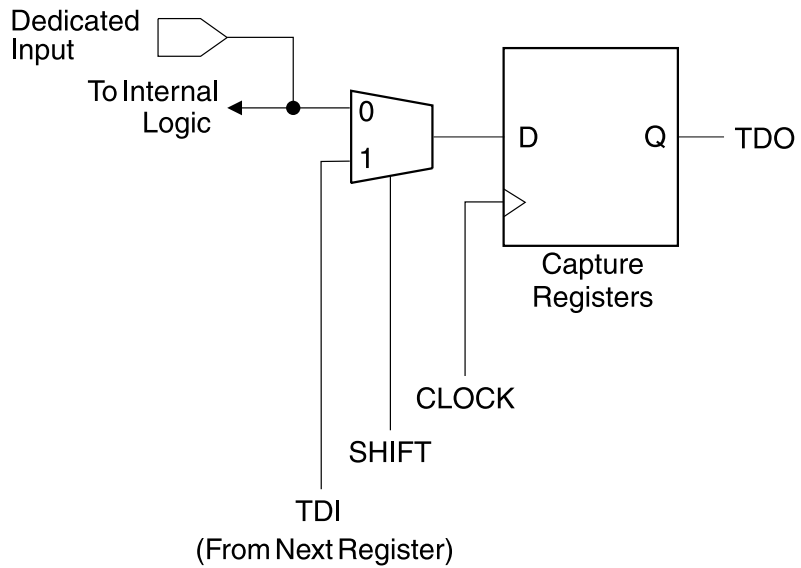 Dedicated
Input
To Internal
Logic
0
1
D
Q
TDO
Capture
Registers
CLOCK
SHIFT
TDI
(From Next Register)